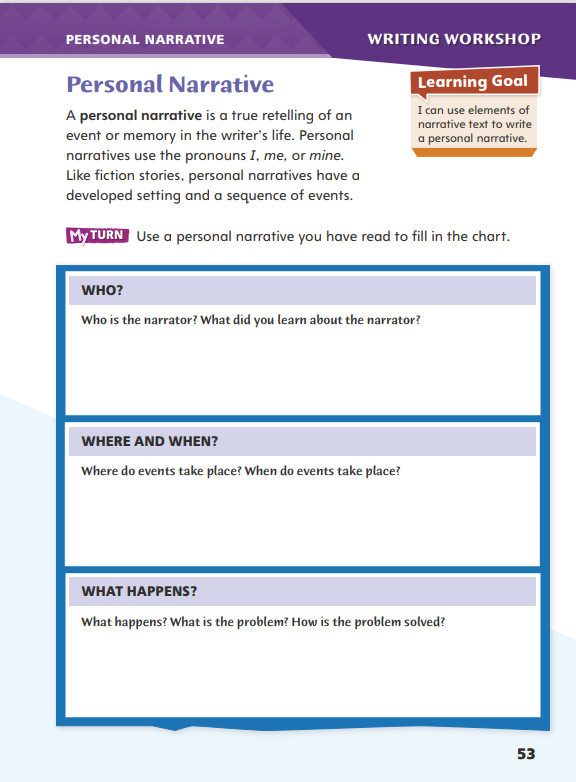 PERSONAL NARRATIVE
WRITING WORKSHOP
Personal Narrative
A personal narrative is a true retelling of an
event or memory in the writer's life. Personal
narratives use the pronouns I, me, or mine.
Like fiction stories, personal narratives have a
developed setting and a sequence of events.
Learning Goal
I can use elements of
narrative text to write
a personal narrative.
My TURN Use a personal narrative you have read to fill in the chart.
WHO?
Who is the narrator? What did you learn about the narrator?
WHERE AND WHEN?
Where do events take place? When do events take place?
WHAT HAPPENS?
What happens? What is the problem? How is the problem solved?
53